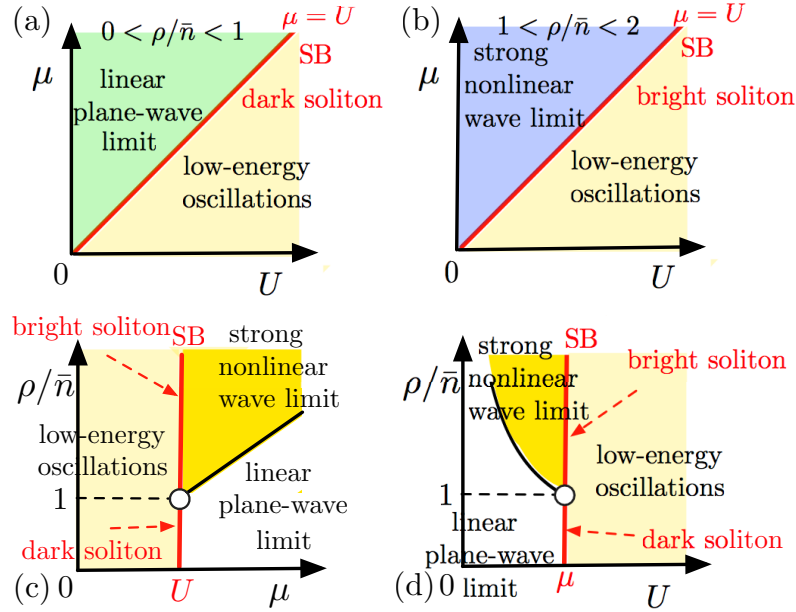 (a)
0 < ρ/n̄ < 1
μ = U
SB
μ
linear
plane-wave
limit
dark soliton
low-energy
oscillations
0
U
(b)
1 < ρ/n̄ < 2
μ = U
SB
μ
strong
nonlinear
wave limit
bright soliton
low-energy
oscillations
0
U
bright soliton
SB
strong
nonlinear
wave limit
ρ/n̄
low-energy
oscillations
linear
plane-wave
limit
1
dark soliton
(c)
0
U
μ
strong
nonlinear
wave limit
SB
bright soliton
ρ/n̄
low-energy
oscillations
1
linear
plane-wave
limit
dark soliton
(d)
0
μ
U